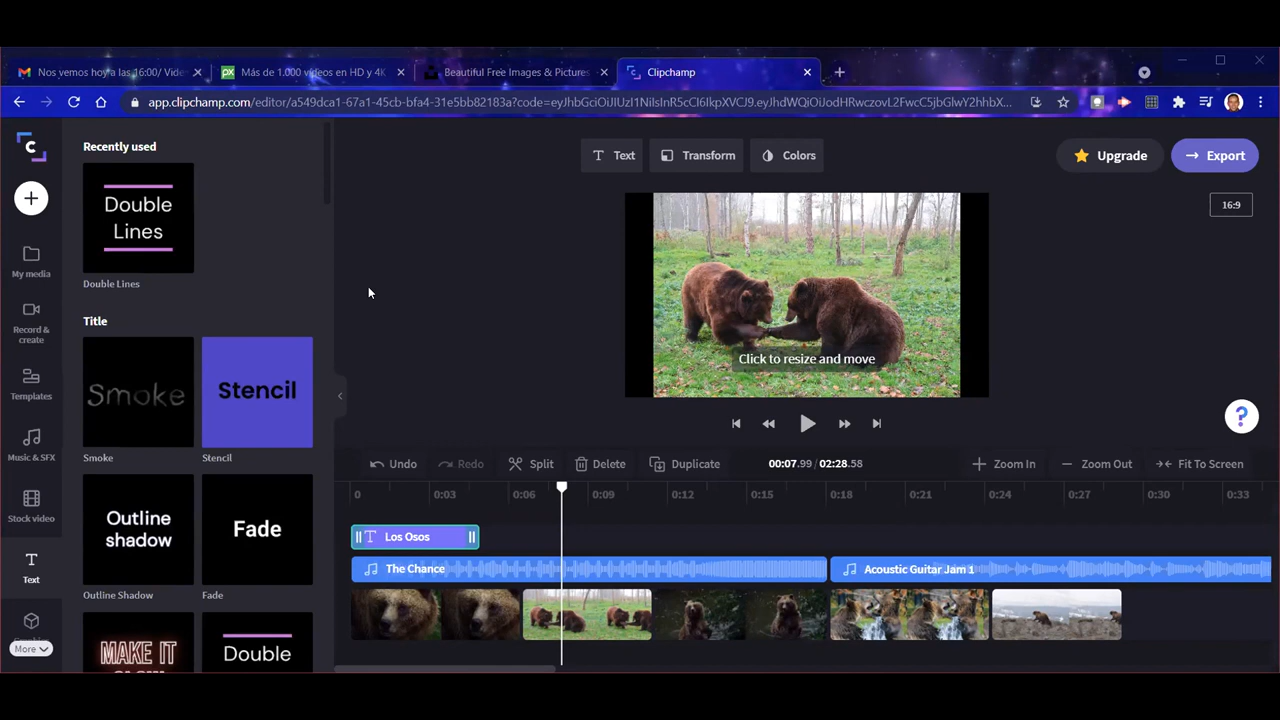 Nos vemos hoy a las 16:00/ Vide
Más de 1.000 vídeos en HD y 4K
Beautiful Free Images & Pictures
Clipchamp
app.clipchamp.com/editor/a549dca1-67a1-45cb-bfa4-31e5bb82183a?code=eyJhbGciOiJIUzI1NiIsInR5cCI6IkpXVCJ9.eyJhdWQiOiJodHRwczovL2FwcC5jbGlwY2hhbX...
C
Recently used
Double
Lines
Double Lines
Title
Smoke
Smoke
Stencil
Stencil
Outline
shadow
Outline Shadow
Fade
Fade
MAKE IT
Double
My media
Record &
create
Templates
Music & SFX
Stock video
T
Text
More
T Text
Transform
Colors
Upgrade
Export
16:9
Click to resize and move
?
Undo
Redo
Split
Delete
Duplicate
00:07.99 / 02:28.58
Zoom In
Zoom Out
Fit To Screen
0
0:03
0:06
0:09
0:12
0:15
0:18
0:21
0:24
0:27
0:30
0:33
T Los Osos
The Chance
Acoustic Guitar Jam 1